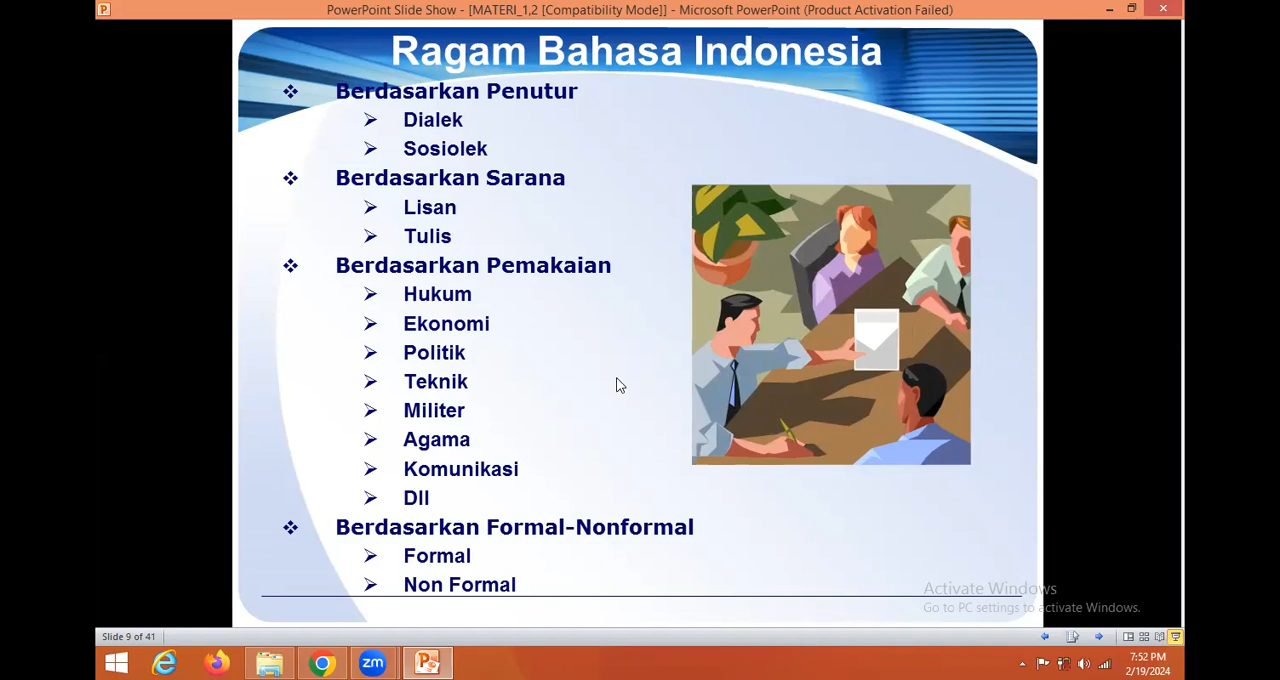 PowerPoint Slide Show - [MATERI_1,2 [Compatibility Mode]] - Microsoft PowerPoint (Product Activation Failed)
Ragam Bahasa Indonesia
Berdasarkan Penutur
Dialek
Sosiolek
Berdasarkan Sarana
Lisan
Tulis
Berdasarkan Pemakaian
Hukum
Ekonomi
Politik
Teknik
Militer
Agama
Komunikasi
Dll
Berdasarkan Formal-Nonformal
Formal
Non Formal
Activate Windows
Go to PC settings to activate Windows.
Slide 9 of 41
zm
7:52 PM
2/19/2024